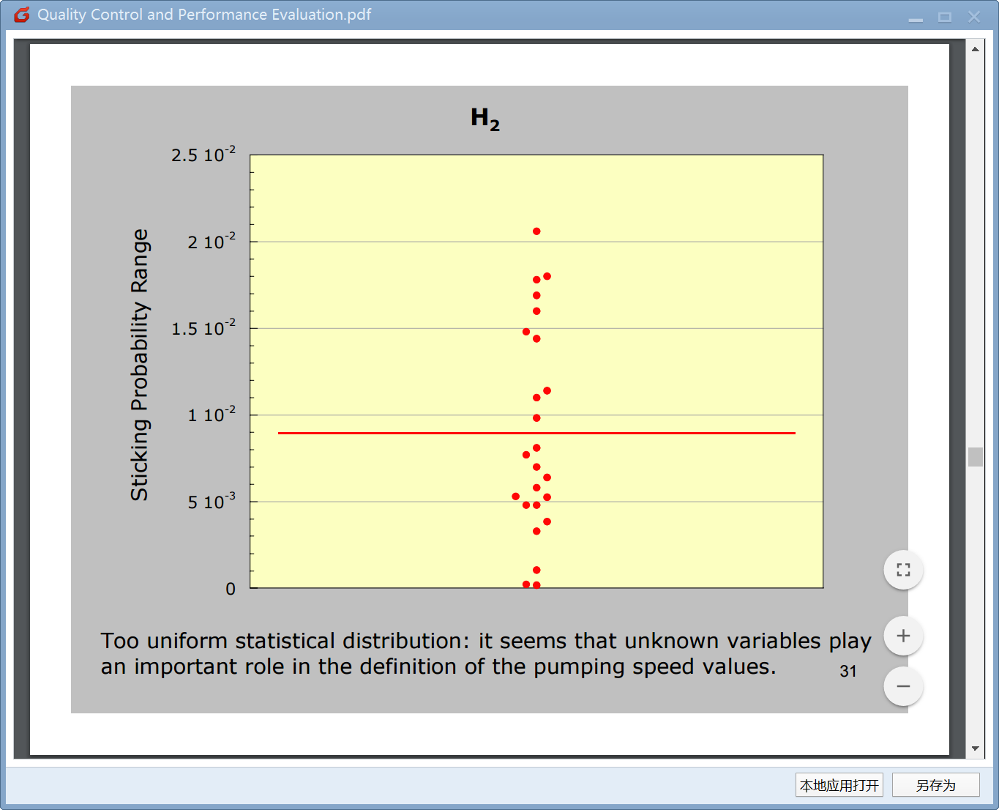 Quality Control and Performance Evaluation.pdf
H₂
2.5 10⁻²
2 10⁻²
1.5 10⁻²
1 10⁻²
5 10⁻³
0
Sticking Probability Range
Too uniform statistical distribution: it seems that unknown variables play
an important role in the definition of the pumping speed values.
31
本地应用打开
另存为